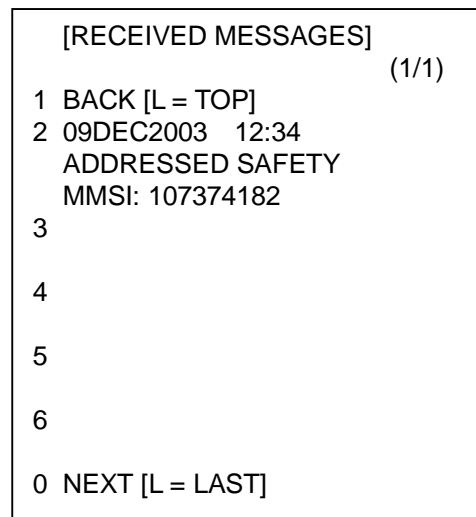 [RECEIVED MESSAGES]
(1/1)
1 BACK [L = TOP]
2 09DEC2003 12:34
ADDRESSED SAFETY
MMSI: 107374182
3
4
5
6
0 NEXT [L = LAST]